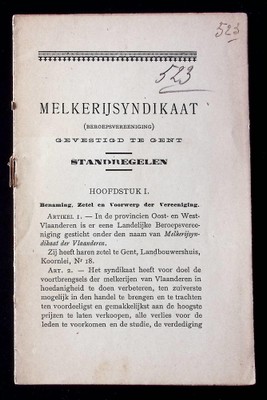 523
523
MELKERIJSYNDIKAAT
(BEROEPSVEREENIGING)
GEVESTIGD TE GENT
STANDREGELEN
HOOFDSTUK I.
Benaming, Zetel en Voorwerp der Vereeniging.
ARTIKEL 1. — In de provincien Oost- en West-
Vlaanderen is er eene Landelijke Beroepsvereе-
niging gesticht onder den naam van Melkerijsyn-
dikaat der Vlaanderen.
Zij heeft haren zetel te Gent, Landbouwershuis,
Koornlei, Nr 18.
ART. 2. — Het syndikaat heeft voor doel de
voortbrengsels der melkerijen van Vlaanderen in
hoedanigheid te doen verbeteren, ten zuiverste
mogelijk in den handel te brengen en te trachten
ten voordeeligst en gemakkelijkst aan de hoogste
prijzen te laten verkoopen, alle verlies voor de
leden te voorkomen en de studie, de verdediging